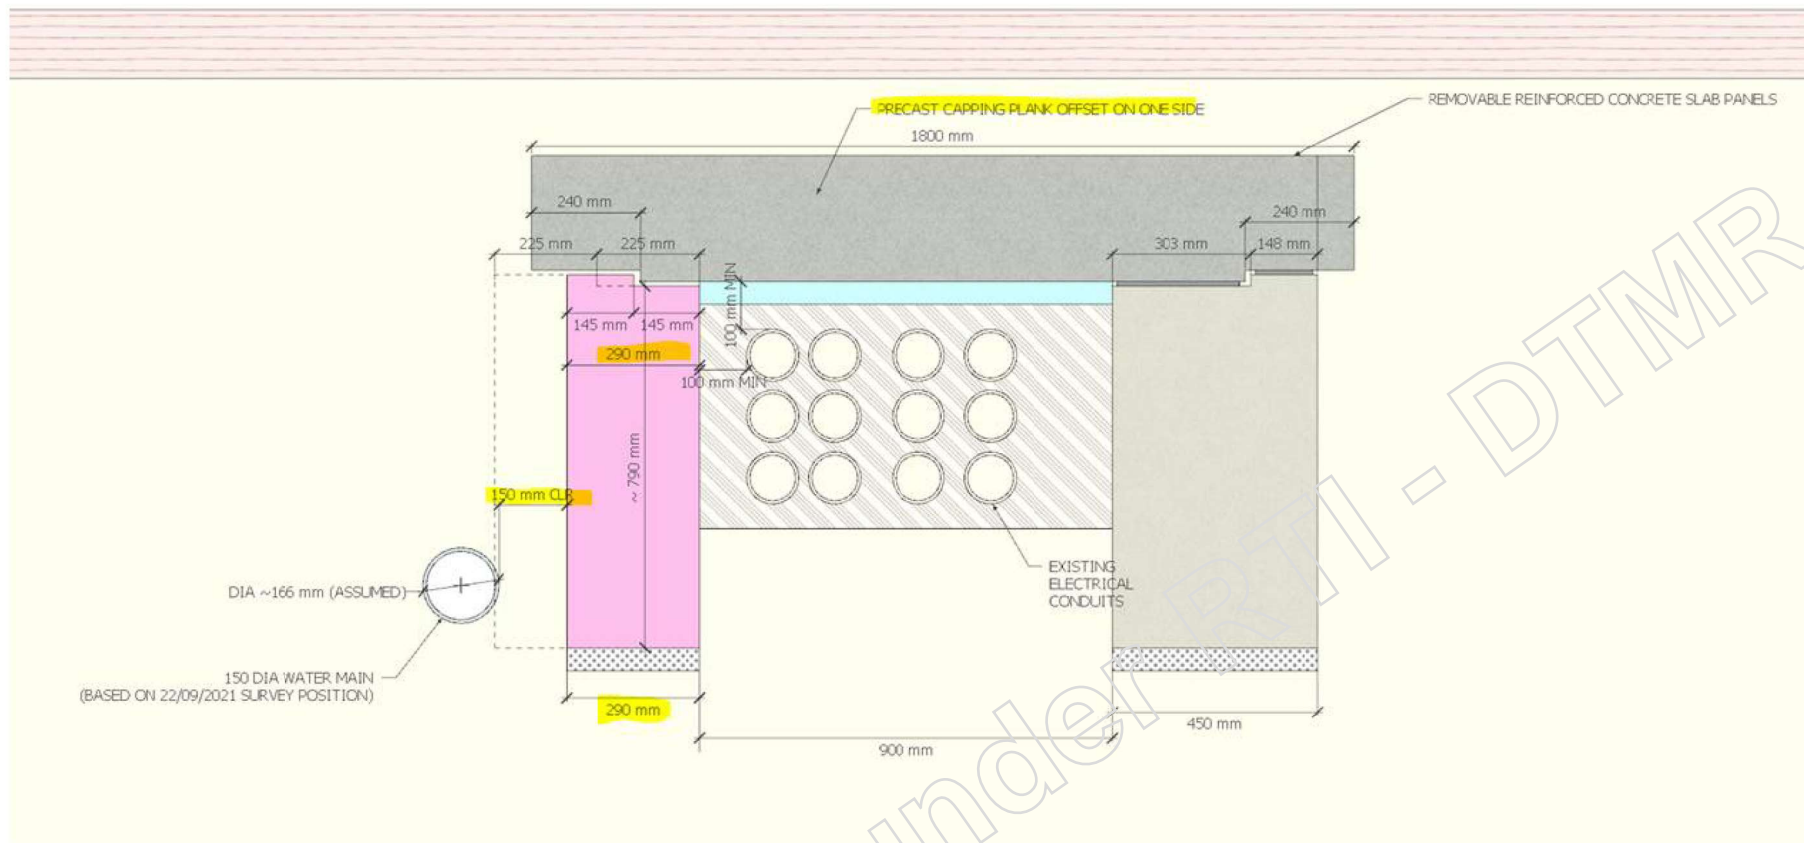 PRECAST CAPPING PLANK OFFSET ON ONE SIDE
REMOVABLE REINFORCED CONCRETE SLAB PANELS
1800 mm
240 mm
240 mm
225 mm
225 mm
303 mm
148 mm
100 mm MIN
145 mm
145 mm
290 mm
100 mm MIN
~ 790 mm
150 mm CLR
EXISTING
ELECTRICAL
CONDUITS
DIA ~166 mm (ASSUMED)
150 DIA WATER MAIN
(BASED ON 22/09/2021 SURVEY POSITION)
290 mm
450 mm
900 mm
under RTI - DTMR